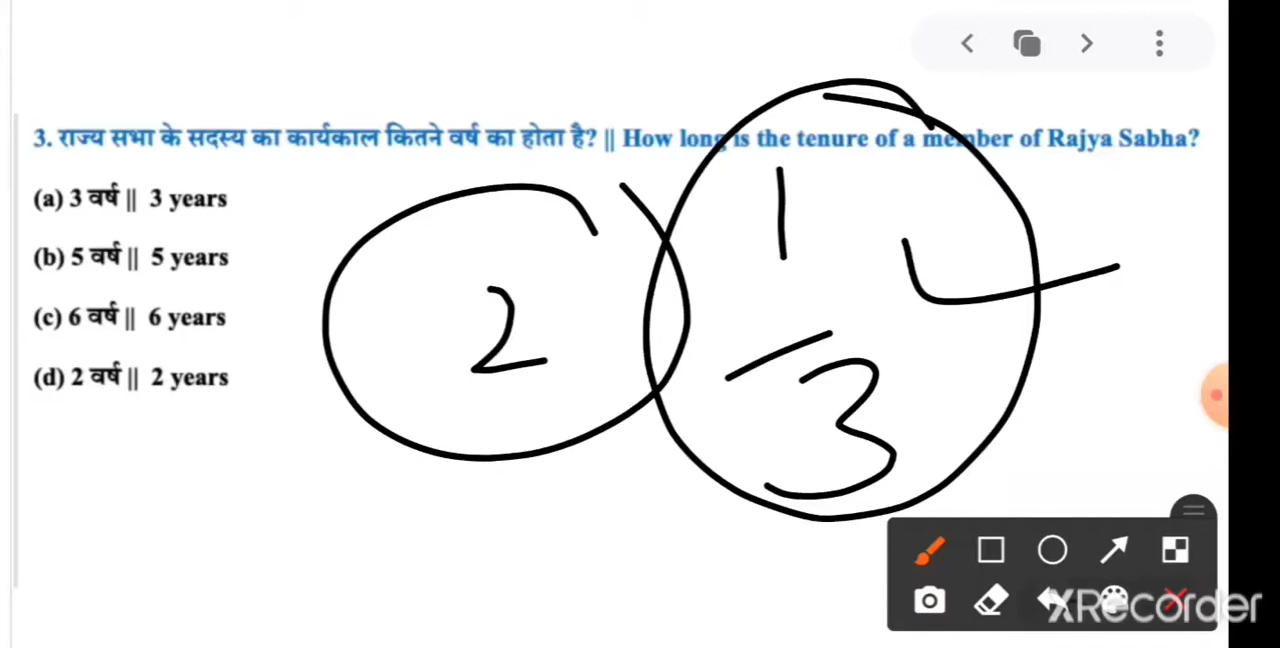 3. राज्य सभा के सदस्य का कार्यकाल कितने वर्ष का होता है? || How long is the tenure of a member of Rajya Sabha?
(a) 3 वर्ष || 3 years
(b) 5 वर्ष || 5 years
(c) 6 वर्ष || 6 years
(d) 2 वर्ष || 2 years
1
2
3
XRecorder